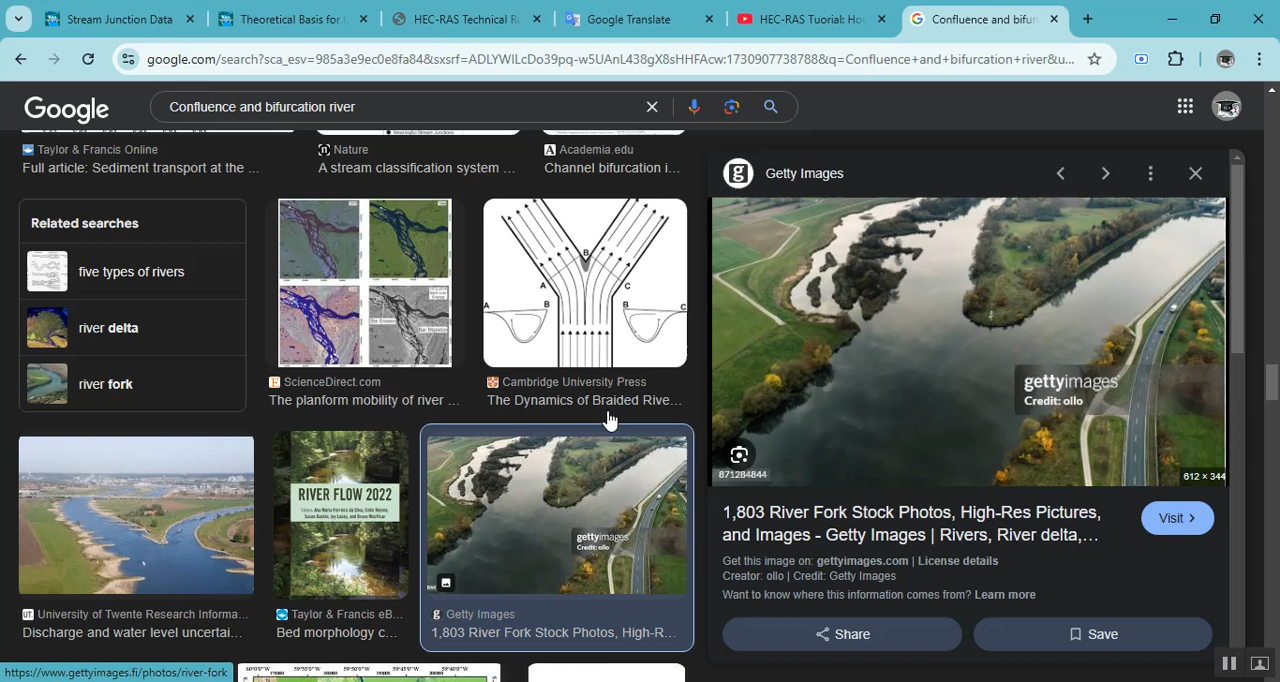 Stream Junction Data
Theoretical Basis for
HEC-RAS Technical R
Google Translate
HEC-RAS Tuorial: Ho
Confluence and bifur
google.com/search?sca_esv=985a3e9ec0e8fa84&sxsrf=ADLYWILcDo39pq-w5UAnL438gX8sHHFAcw:1730907738788&q=Confluence+and+bifurcation+river&u...
Google
Confluence and bifurcation river
Taylor & Francis Online
Full article: Sediment transport at the ...
Nature
A stream classification system ...
Academia.edu
Channel bifurcation i...
Getty Images
Related searches
five types of rivers
river delta
river fork
B
A
C
A B
B C
ScienceDirect.com
The planform mobility of river ...
Cambridge University Press
The Dynamics of Braided Rive...
gettyimages
Credit: ollo
871284844
612 × 344
RIVER FLOW 2022
gettyimages
Credit: ollo
1,803 River Fork Stock Photos, High-Res Pictures,
and Images - Getty Images | Rivers, River delta,...
Visit
Get this image on: gettyimages.com | License details
Creator: ollo | Credit: Getty Images
Want to know where this information comes from? Learn more
University of Twente Research Informa...
Discharge and water level uncertai...
Taylor & Francis eB...
Bed morphology c...
Getty Images
1,803 River Fork Stock Photos, High-R...
Share
Save
https://www.gettyimages.fi/photos/river-fork